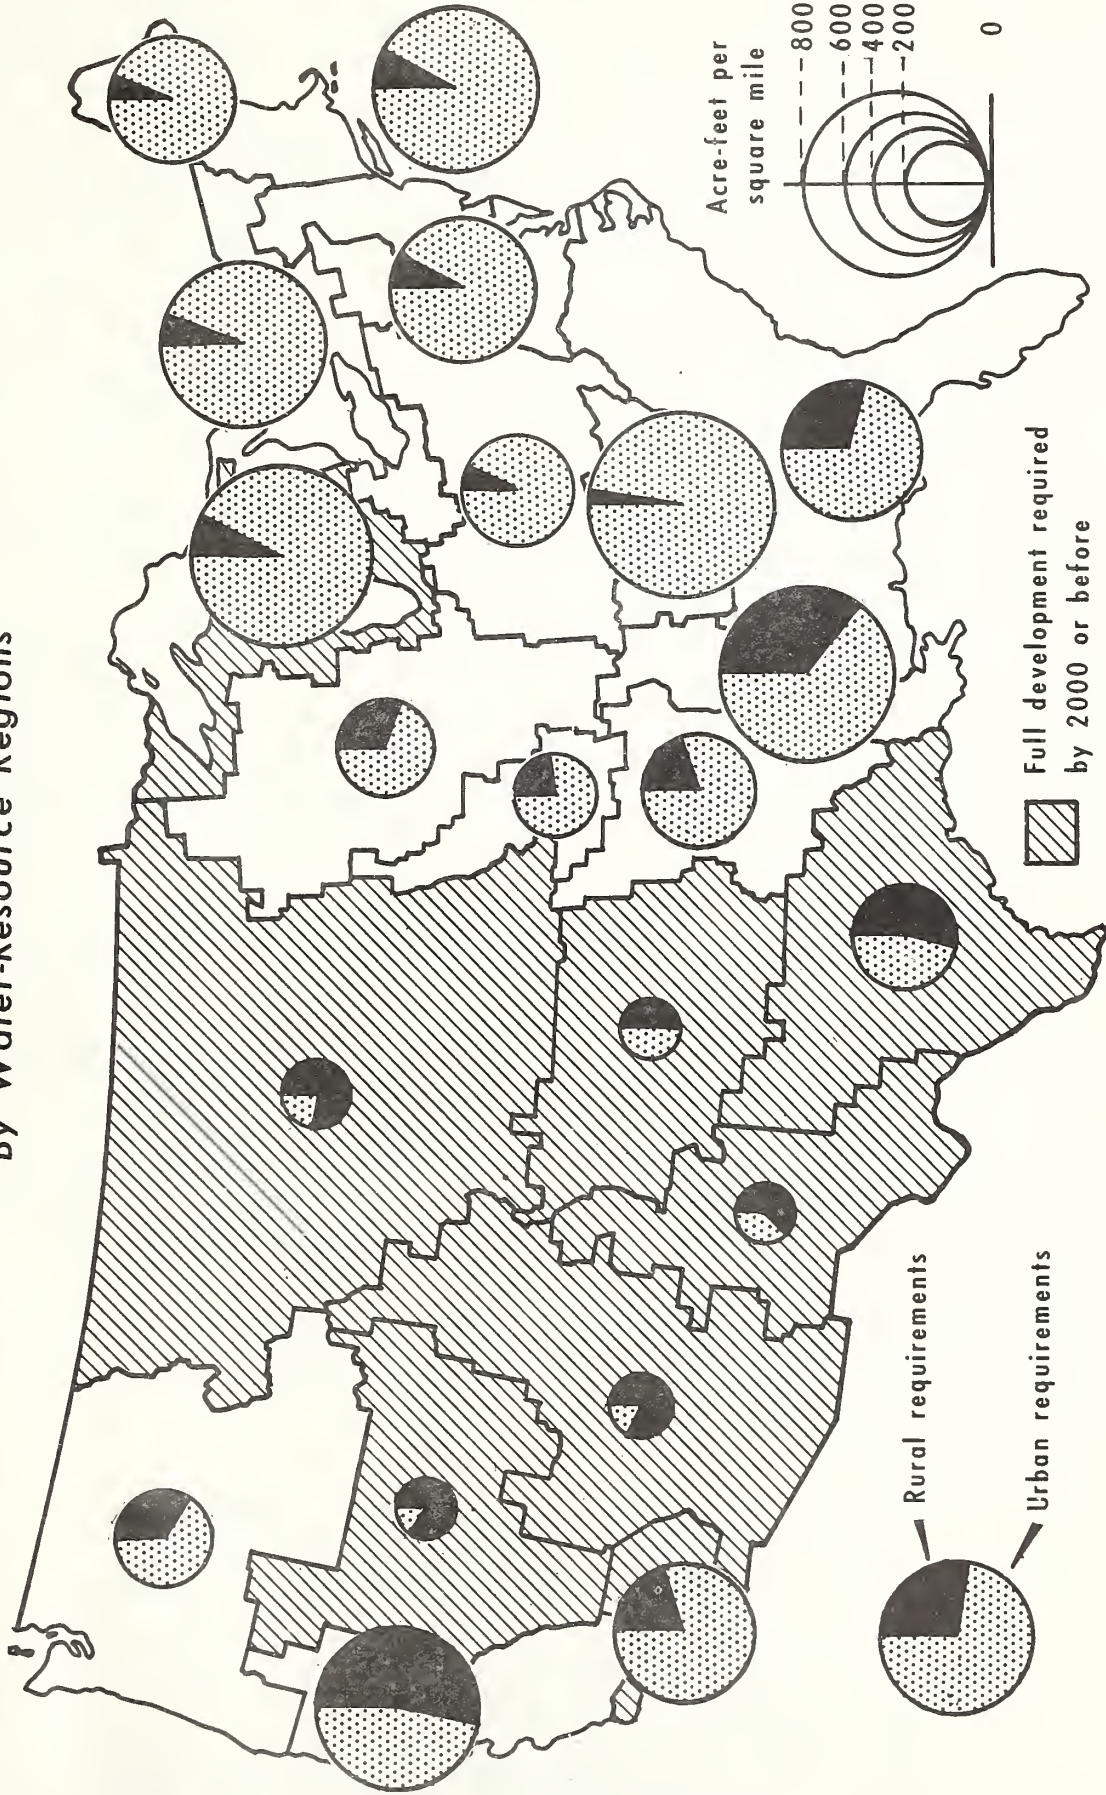 By Water-Resource Regions
Acre-feet per
square mile
800
600
400
200
0
Rural requirements
Urban requirements
Full development required
by 2000 or before